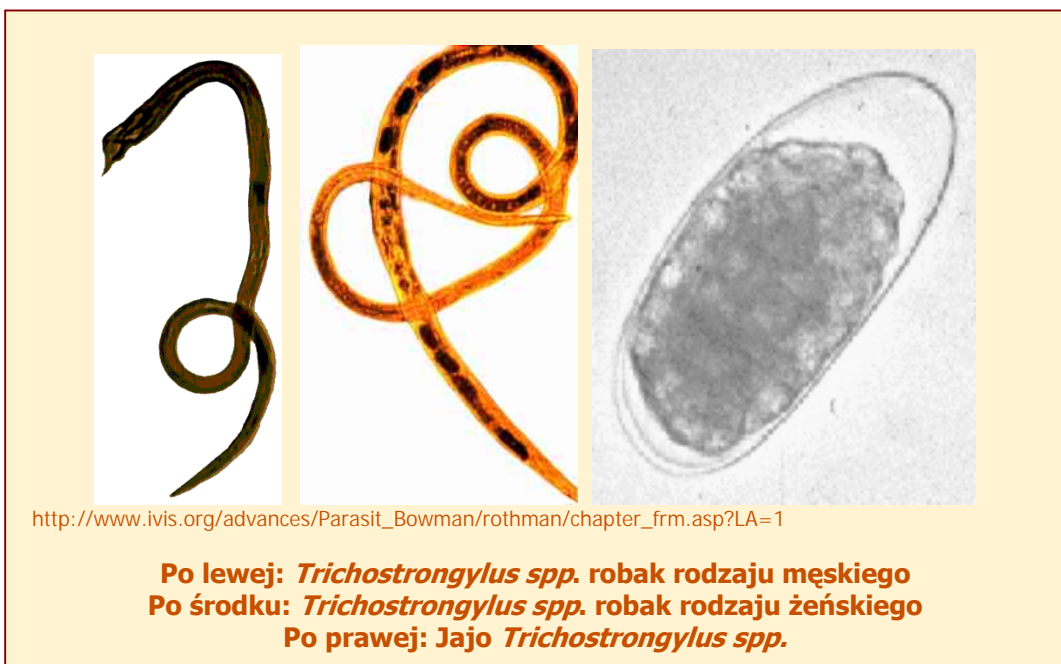 http://www.ivis.org/advances/Parasit_Bowman/rothman/chapter_frm.asp?LA=1
Po lewej: Trichostrongylus spp. robak rodzaju męskiego
Po środku: Trichostrongylus spp. robak rodzaju żeńskiego
Po prawej: Jajo Trichostrongylus spp.